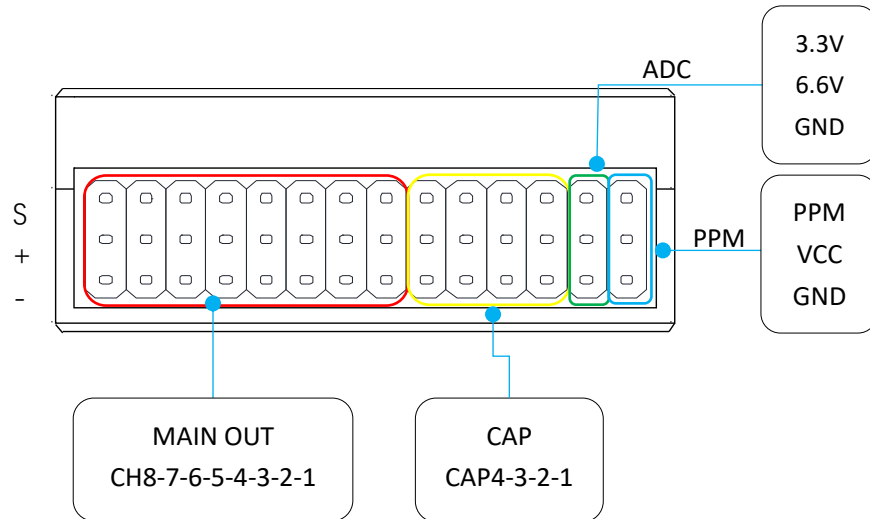 ADC
3.3V
6.6V
GND
S
+
-
PPM
PPM
VCC
GND
MAIN OUT
CH8-7-6-5-4-3-2-1
CAP
CAP4-3-2-1